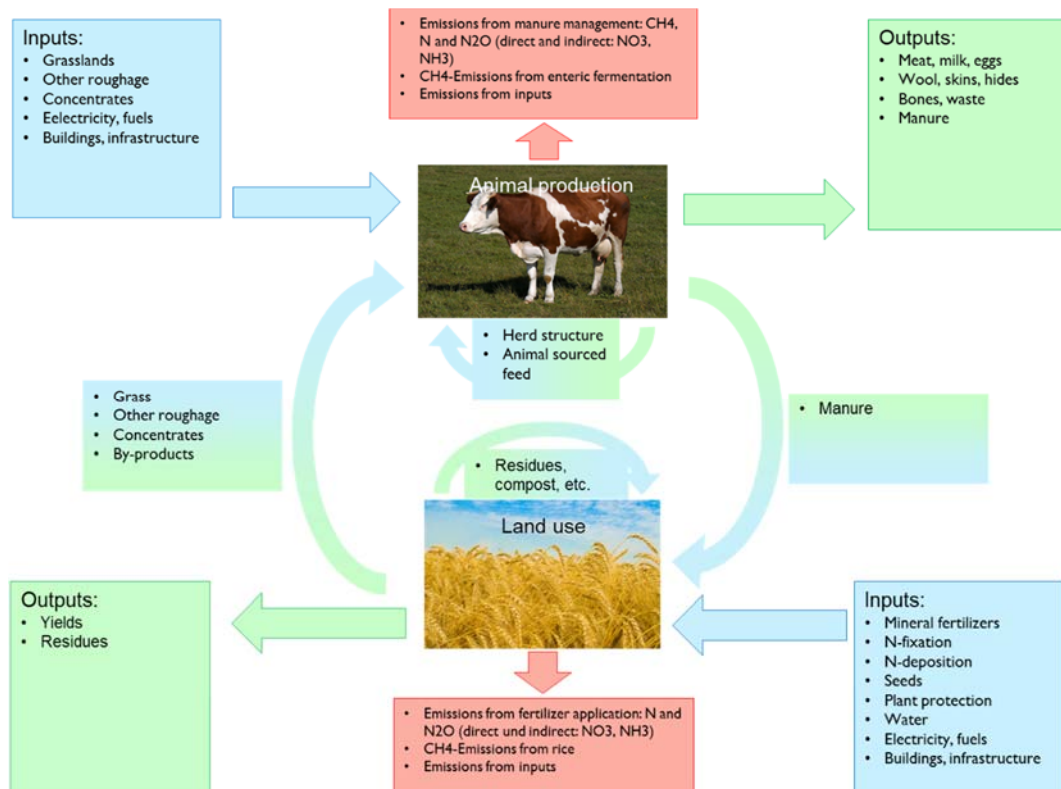 Inputs:
• Grasslands
• Other roughage
• Concentrates
• Eelectricity, fuels
• Buildings, infrastructure
• Emissions from manure management: CH4,
N and N2O (direct and indirect: NO3,
NH3)
• CH4-Emissions from enteric fermentation
• Emissions from inputs
Outputs:
• Meat, milk, eggs
• Wool, skins, hides
• Bones, waste
• Manure
Animal production
• Herd structure
• Animal sourced
feed
• Grass
• Other roughage
• Concentrates
• By-products
• Manure
• Residues,
compost, etc.
Land use
Outputs:
• Yields
• Residues
Inputs:
• Mineral fertilizers
• N-fixation
• N-deposition
• Seeds
• Plant protection
• Water
• Electricity, fuels
• Buildings, infrastructure
• Emissions from fertilizer application: N and
N2O (direct und indirect: NO3, NH3)
• CH4-Emissions from rice
• Emissions from inputs